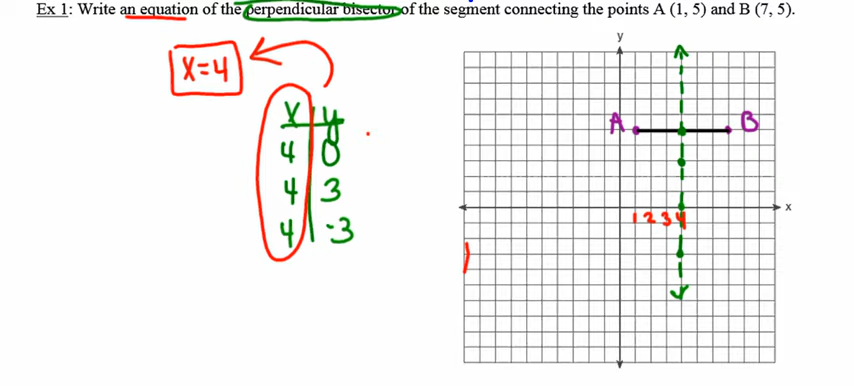 Ex 1: Write an equation of the perpendicular bisector of the segment connecting the points A (1, 5) and B (7, 5).
y
x=4
x y
A B
4 0
4 3
x
1 2 3 4
4 -3